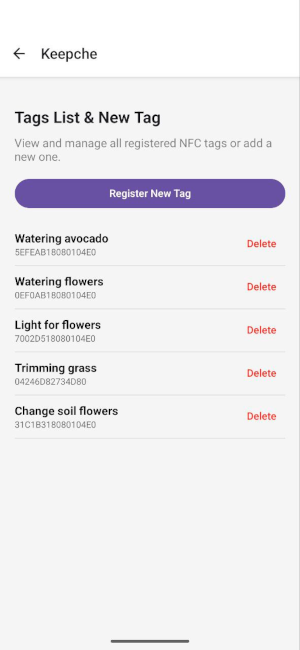 Keepche
Tags List & New Tag
View and manage all registered NFC tags or add a
new one.
Register New Tag
Watering avocado
5EFEAB18080104E0
Delete
Watering flowers
0EF0AB18080104E0
Delete
Light for flowers
7002D518080104E0
Delete
Trimming grass
04246D82734D80
Delete
Change soil flowers
31C1B318080104E0
Delete